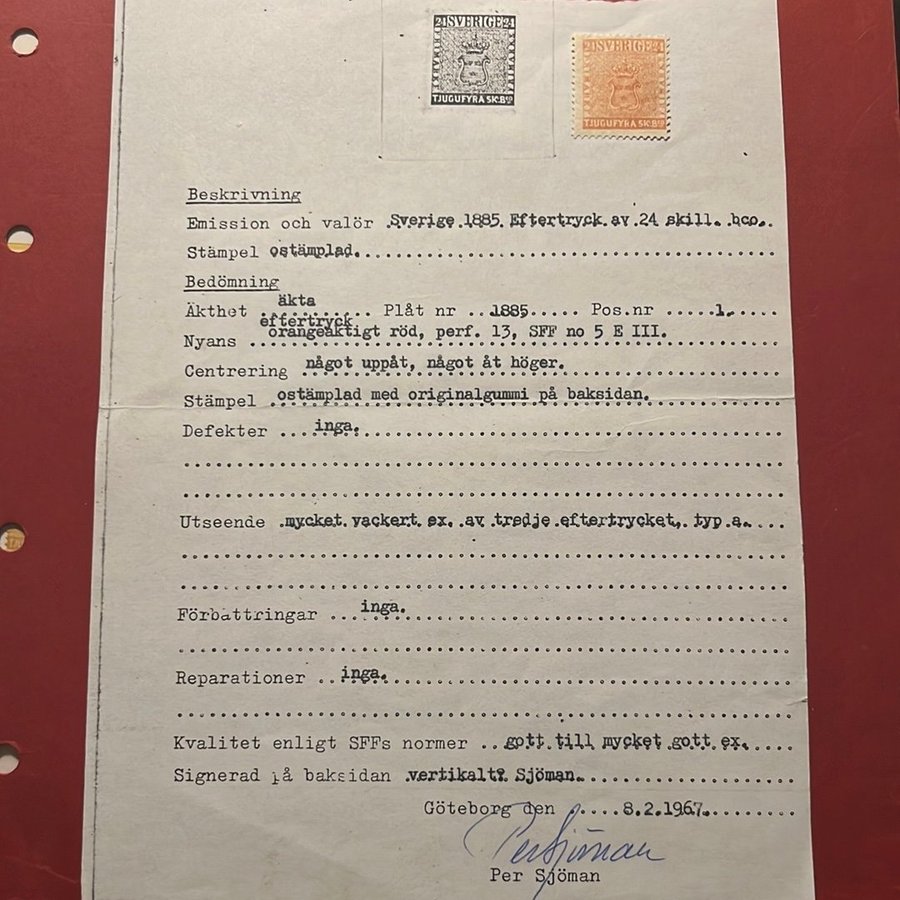 24 SVERIGE 24
TJUGUFYRA SK: Bco
24 SVERIGE 24
TJUGUFYRA SK: Bco
Beskrivning
Emission och valör Sverige 1885 Eftertryck av 24 skill. bco.
Stämpel ostämplad.
Bedömning
Äkthet äkta eftertryck Plåt nr 1885 Pos.nr 1.
Nyans orangeaktigt röd, perf. 13, SFF no 5 E III.
Centrering något uppåt, något åt höger.
Stämpel ostämplad med originalgummi på baksidan.
Defekter inga.
Utseende mycket vackert ex. av tredje eftertrycket, typ a.
Förbättringar inga.
Reparationer inga.
Kvalitet enligt SFFs normer gott till mycket gott ex.
Signerad på baksidan vertikalt? Sjöman.
Göteborg den 8.2.1967.
Per Sjöman
Per Sjöman